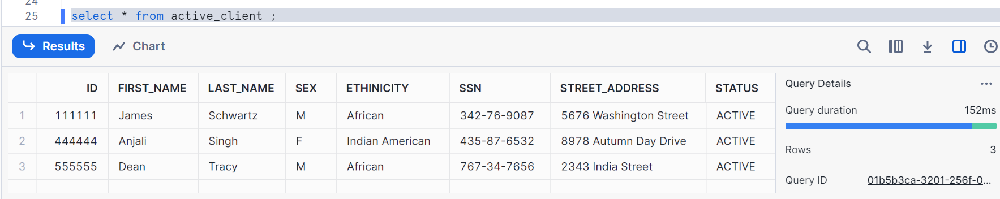 24
25 select * from active_client ;
Results Chart
ID FIRST_NAME LAST_NAME SEX ETHINICITY SSN STREET_ADDRESS STATUS
1 111111 James Schwartz M African 342-76-9087 5676 Washington Street ACTIVE
2 444444 Anjali Singh F Indian American 435-87-6532 8978 Autumn Day Drive ACTIVE
3 555555 Dean Tracy M African 767-34-7656 2343 India Street ACTIVE
Query Details ...
Query duration 152ms
Rows 3
Query ID 01b5b3ca-3201-256f-0...